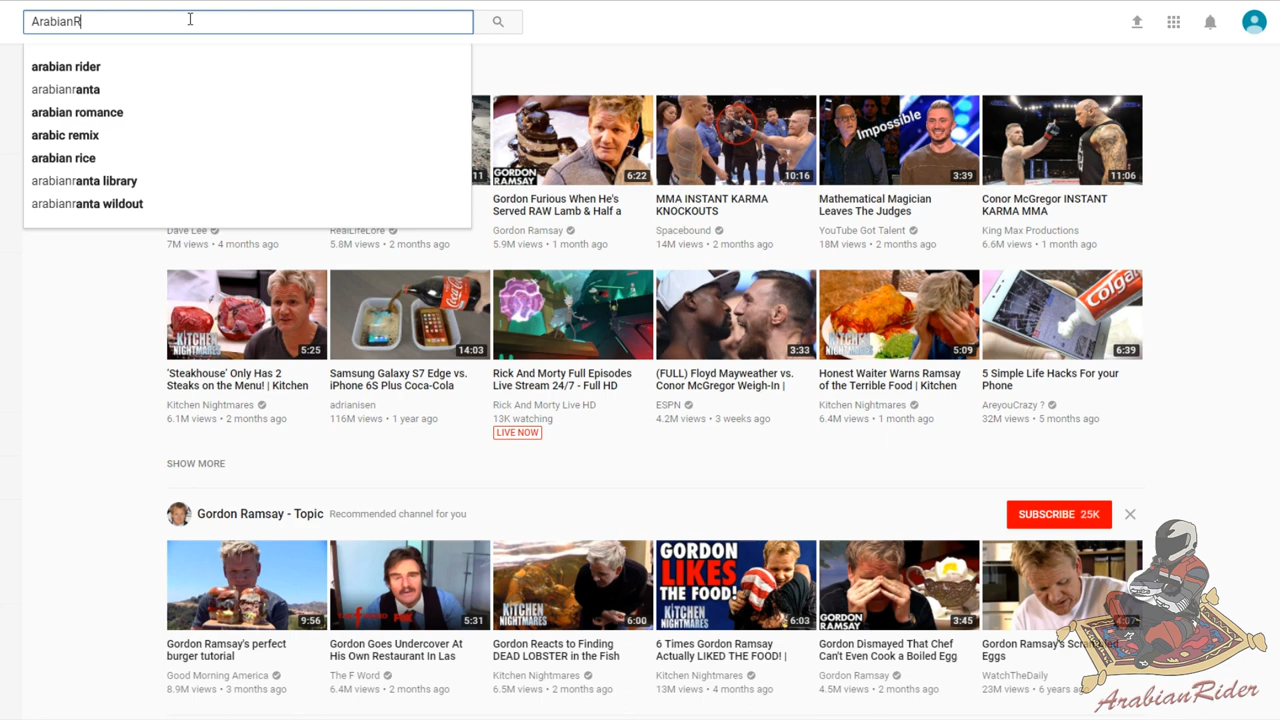 ArabianR
arabian rider
arabianranta
arabian romance
arabic remix
arabian rice
arabianranta library
arabianranta wildout
11
GORDON
RAMSAY
6:22
10:16
Impossible
3:39
11:06
Gordon Furious When He's
Served RAW Lamb & Half a
MMA INSTANT KARMA
KNOCKOUTS
Mathematical Magician
Leaves The Judges
Conor McGregor INSTANT
KARMA MMA
Dave Lee
RealLifeLore
Gordon Ramsay
Spacebound
YouTube Got Talent
King Max Productions
7M views • 4 months ago
5.8M views • 2 months ago
5.9M views • 1 month ago
14M views • 2 months ago
18M views • 2 months ago
6.6M views • 1 month ago
KITCHEN
NIGHTMARES
5:25
Coca-Cola
14:03
3:33
KITCHEN
NIGHTMARES
5:09
Colgate
6:39
'Steakhouse' Only Has 2
Steaks on the Menu! | Kitchen
Samsung Galaxy S7 Edge vs.
iPhone 6S Plus Coca-Cola
Rick And Morty Full Episodes
Live Stream 24/7 - Full HD
(FULL) Floyd Mayweather vs.
Conor McGregor Weigh-In |
Honest Waiter Warns Ramsay
of the Terrible Food | Kitchen
5 Simple Life Hacks For your
Phone
Kitchen Nightmares
adrianisen
Rick And Morty Live HD
ESPN
Kitchen Nightmares
AreyouCrazy ?
6.1M views • 2 months ago
116M views • 1 year ago
13K watching
4.2M views • 3 weeks ago
6.4M views • 1 month ago
32M views • 5 months ago
LIVE NOW
SHOW MORE
Gordon Ramsay - Topic
Recommended channel for you
SUBSCRIBE 25K
9:56
5:31
KITCHEN
NIGHTMARES
6:00
GORDON
LIKES
THE FOOD!
KITCHEN
NIGHTMARES
6:03
GORDON
RAMSAY
3:45
4:07
Gordon Ramsay's perfect
burger tutorial
Gordon Goes Undercover At
His Own Restaurant In Las
Gordon Reacts to Finding
DEAD LOBSTER in the Fish
6 Times Gordon Ramsay
Actually LIKED THE FOOD! |
Gordon Dismayed That Chef
Can't Even Cook a Boiled Egg
Gordon Ramsay's Scrambled
Eggs
Good Morning America
The F Word
Kitchen Nightmares
Kitchen Nightmares
Gordon Ramsay
WatchTheDaily
8.9M views • 3 months ago
6.4M views • 2 months ago
6.5M views • 2 months ago
13M views • 4 months ago
4.5M views • 2 months ago
23M views • 6 years ago
ArabianRider